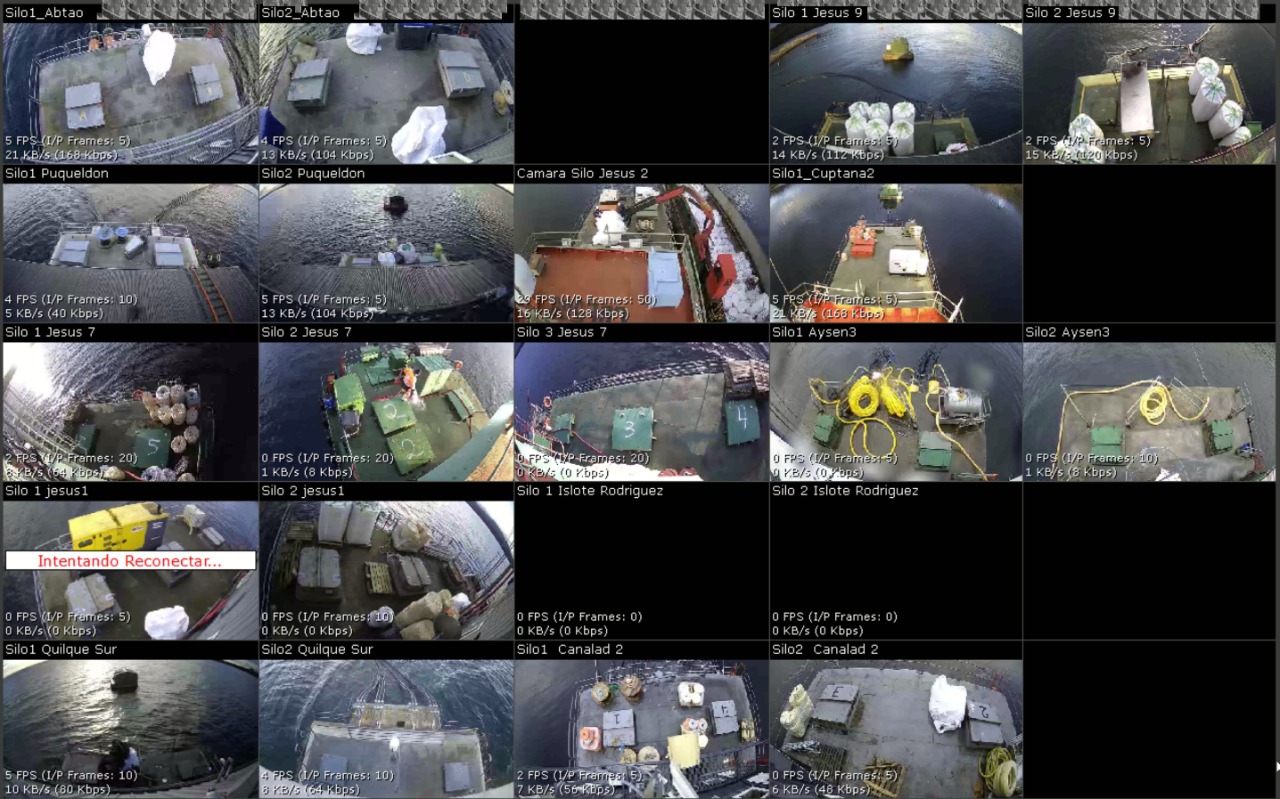 Silo1_Abtao
Silo2_Abtao
Silo 1 Jesus 9
Silo 2 Jesus 9
5 FPS (I/P Frames: 5)
21 KB/s (168 Kbps)
4 FPS (I/P Frames: 5)
13 KB/s (104 Kbps)
2 FPS (I/P Frames: 5)
14 KB/s (112 Kbps)
2 FPS (I/P Frames: 5)
15 KB/s (120 Kbps)
Silo1 Puqueldon
Silo2 Puqueldon
Camara Silo Jesus 2
Silo1_Cuptana2
4 FPS (I/P Frames: 10)
5 KB/s (40 Kbps)
5 FPS (I/P Frames: 5)
13 KB/s (104 Kbps)
29 FPS (I/P Frames: 50)
16 KB/s (128 Kbps)
5 FPS (I/P Frames: 5)
21 KB/s (168 Kbps)
Silo 1 Jesus 7
Silo 2 Jesus 7
Silo 3 Jesus 7
Silo1 Aysen3
Silo2 Aysen3
5
2
2
3
4
2 FPS (I/P Frames: 20)
8 KB/s (64 Kbps)
0 FPS (I/P Frames: 20)
1 KB/s (8 Kbps)
0 FPS (I/P Frames: 20)
0 KB/s (0 Kbps)
0 FPS (I/P Frames: 5)
0 KB/s (0 Kbps)
0 FPS (I/P Frames: 10)
1 KB/s (8 Kbps)
Silo 1 jesus1
Silo 2 jesus1
Silo 1 Islote Rodriguez
Silo 2 Islote Rodriguez
Intentando Reconectar...
0 FPS (I/P Frames: 5)
0 KB/s (0 Kbps)
0 FPS (I/P Frames: 10)
0 KB/s (0 Kbps)
0 FPS (I/P Frames: 0)
0 KB/s (0 Kbps)
0 FPS (I/P Frames: 0)
0 KB/s (0 Kbps)
Silo1 Quilque Sur
Silo2 Quilque Sur
Silo1 Canalad 2
Silo2 Canalad 2
1
3
2
5 FPS (I/P Frames: 10)
10 KB/s (80 Kbps)
4 FPS (I/P Frames: 10)
8 KB/s (64 Kbps)
2 FPS (I/P Frames: 5)
7 KB/s (56 Kbps)
0 FPS (I/P Frames: 5)
6 KB/s (48 Kbps)